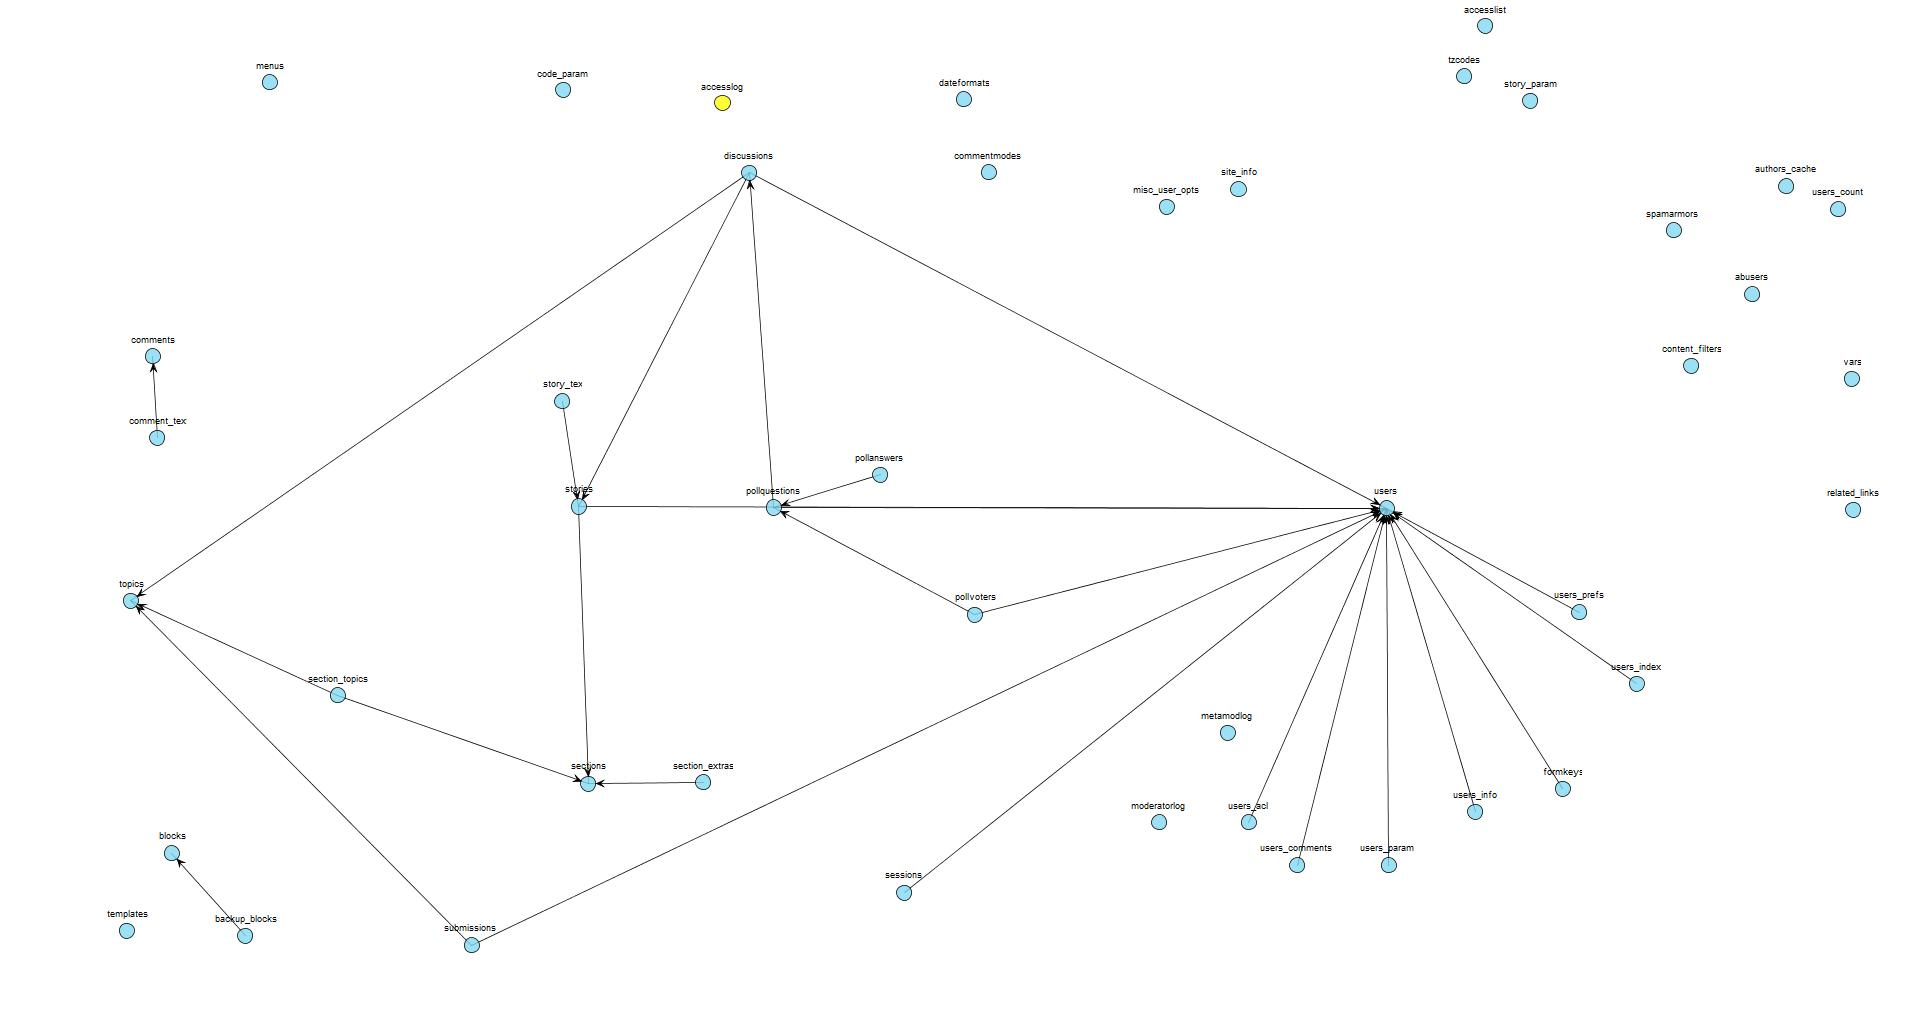 accesslist
tzcodes
menus
code_param
dateformats
story_param
accesslog
discussions
commentmodes
authors_cache
site_info
misc_user_opts
users_count
spamarmors
abusers
comments
content_filters
vars
story_tex
comment_tex
pollanswers
stories
pollquestions
users
related_links
topics
users_prefs
pollvoters
users_index
section_topics
metamodlog
sections
section_extras
formkeys
users_info
moderatorlog
users_acl
blocks
users_comments
users_param
sessions
templates
backup_blocks
submissions